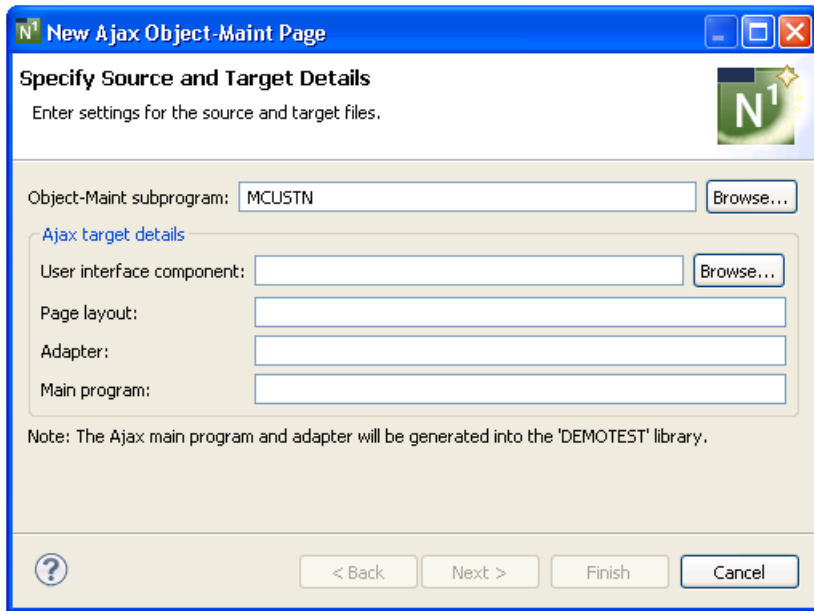 N1 New Ajax Object-Maint Page
Specify Source and Target Details
Enter settings for the source and target files.
N1
Object-Maint subprogram: MCUSTN Browse...
Ajax target details
User interface component: Browse...
Page layout:
Adapter:
Main program:
Note: The Ajax main program and adapter will be generated into the 'DEMOTEST' library.
? < Back Next > Finish Cancel